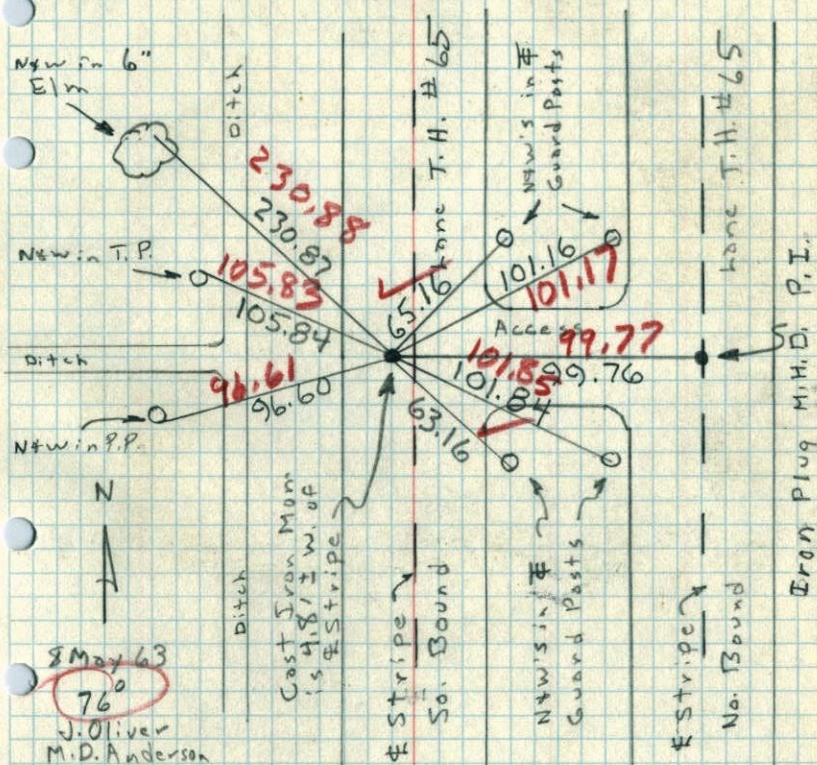 N&W in 6"
Elm
Ditch
230.88
230.87
N&W in T.P.
105.83
105.84
Ditch
96.61
96.60
N&W in P.P.
N
8 May 63
76°
J. Oliver
M.D. Anderson
Ditch
Cast Iron Mon
is 4.8' ± W. of
℄ Stripe
℄ Stripe
So. Bound
Lane T.H. #65
65.16
N&W's in ℄
Guard Posts
101.16
101.17
Access
99.77
99.76
101.85
101.84
63.16
N&W's in ℄
Guard Posts
℄ Stripe
No. Bound
Lane T.H. #65
Iron Plug M.H.D. P.I.